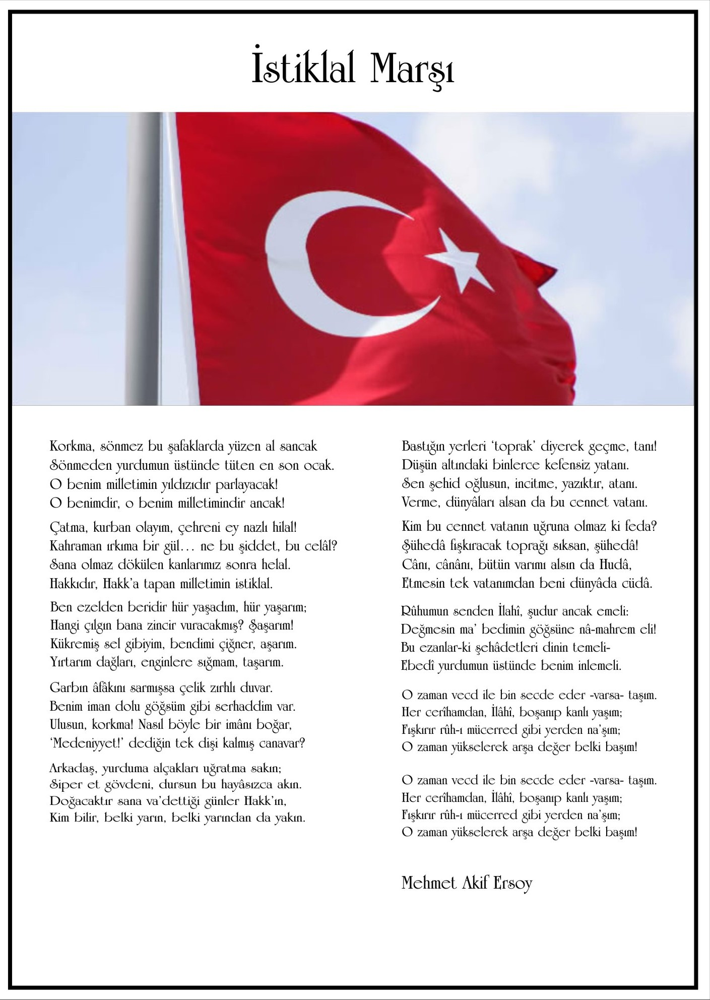 İstiklal Marşı
Korkma, sönmez bu şafaklarda yüzen al sancak
Sönmeden yurdumun üstünde tüten en son ocak.
O benim milletimin yıldızıdır parlayacak!
O benimdir, o benim milletimindir ancak!
Çatma, kurban olayım, çehreni ey nazlı hilal!
Kahraman ırkıma bir gül... ne bu şiddet, bu celâl?
Sana olmaz dökülen kanlarımız sonra helal.
Hakkıdır, Hakk'a tapan milletimin istiklal.
Ben ezelden beridir hür yaşadım, hür yaşarım;
Hangi çılgın bana zincir vuracakmış? Şaşarım!
Kükremiş sel gibiyim, bendimi çiğner, aşarım.
Yırtarım dağları, enginlere sığmam, taşarım.
Garbın âfâkını sarmışsa çelik zırhlı duvar.
Benim iman dolu göğsüm gibi serhaddim var.
Ulusun, korkma! Nasıl böyle bir imânı boğar,
'Medeniyyet!' dediğin tek dişi kalmış canavar?
Arkadaş, yurduma alçakları uğratma sakın;
Siper et gövdeni, dursun bu hayâsızca akın.
Doğacaktır sana va'dettiği günler Hakk'ın,
Kim bilir, belki yarın, belki yarından da yakın.
Bastığın yerleri 'toprak' diyerek geçme, tanı!
Düşün altındaki binlerce kefensiz yatanı.
Sen şehid oğlusun, incitme, yazıktır, atanı.
Verme, dünyâları alsan da bu cennet vatanı.
Kim bu cennet vatanın uğruna olmaz ki feda?
Şühedâ fışkıracak toprağı sıksan, şühedâ!
Cânı, cânânı, bütün varımı alsın da Hudâ,
Etmesin tek vatanımdan beni dünyâda cüdâ.
Rûhumun senden İlahî, şudur ancak emeli:
Değmesin ma' bedimin göğsüne nâ-mahrem eli!
Bu ezanlar-ki şehâdetleri dinin temeli-
Ebedî yurdumun üstünde benim inlemeli.
O zaman vecd ile bin secde eder -varsa- taşım.
Her cerîhamdan, İlâhî, boşanıp kanlı yaşım;
Fışkırır rûh-ı mücerred gibi yerden na'şım;
O zaman yükselerek arşa değer belki başım!
O zaman vecd ile bin secde eder -varsa- taşım.
Her cerîhamdan, İlâhî, boşanıp kanlı yaşım;
Fışkırır rûh-ı mücerred gibi yerden na'şım;
O zaman yükselerek arşa değer belki başım!
Mehmet Akif Ersoy